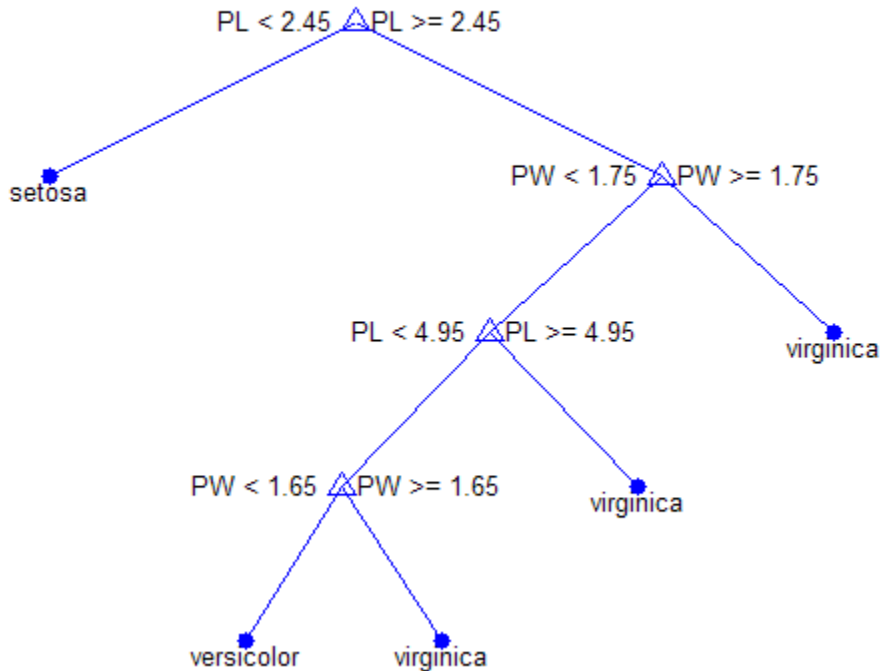 PL < 2.45 PL >= 2.45
setosa
PW < 1.75 PW >= 1.75
PL < 4.95 PL >= 4.95
virginica
PW < 1.65 PW >= 1.65
virginica
versicolor
virginica